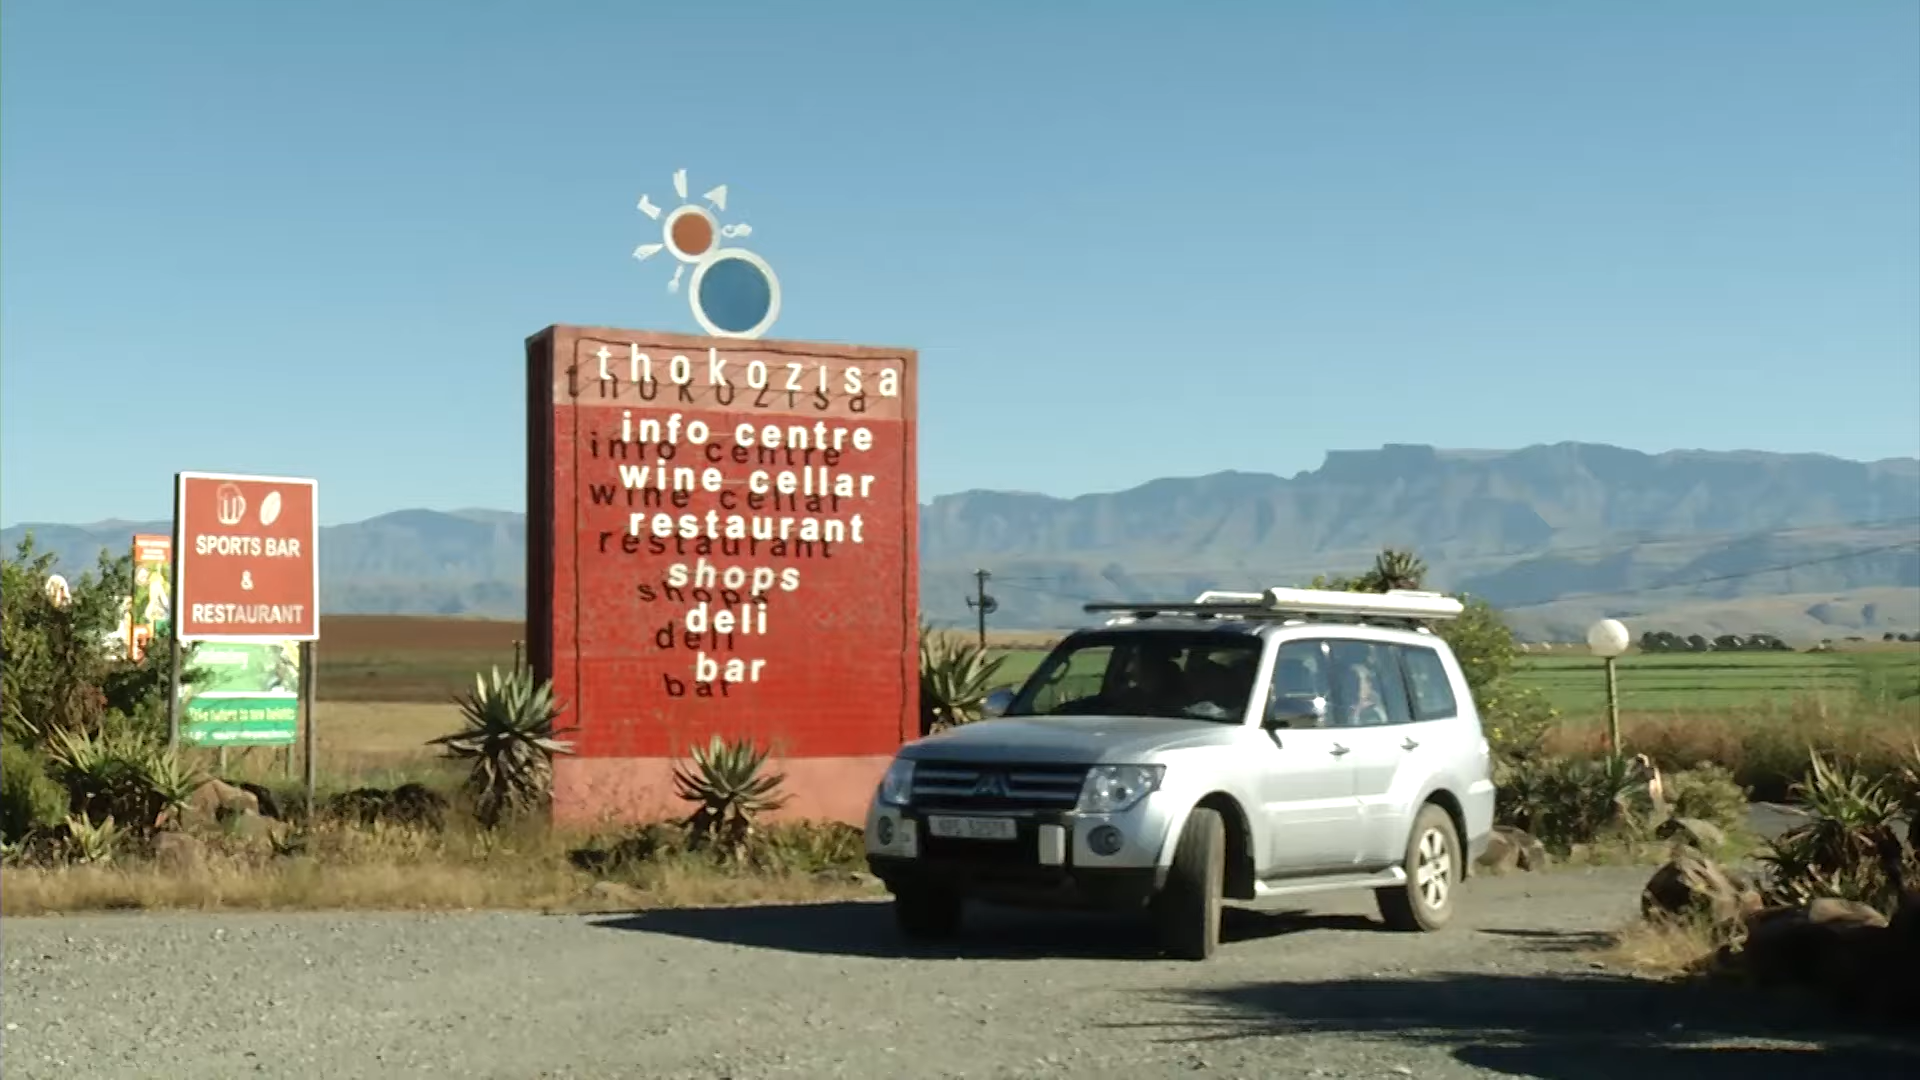 thokozisa
info centre
wine cellar
restaurant
shops
deli
bar
SPORTS BAR
&
RESTAURANT